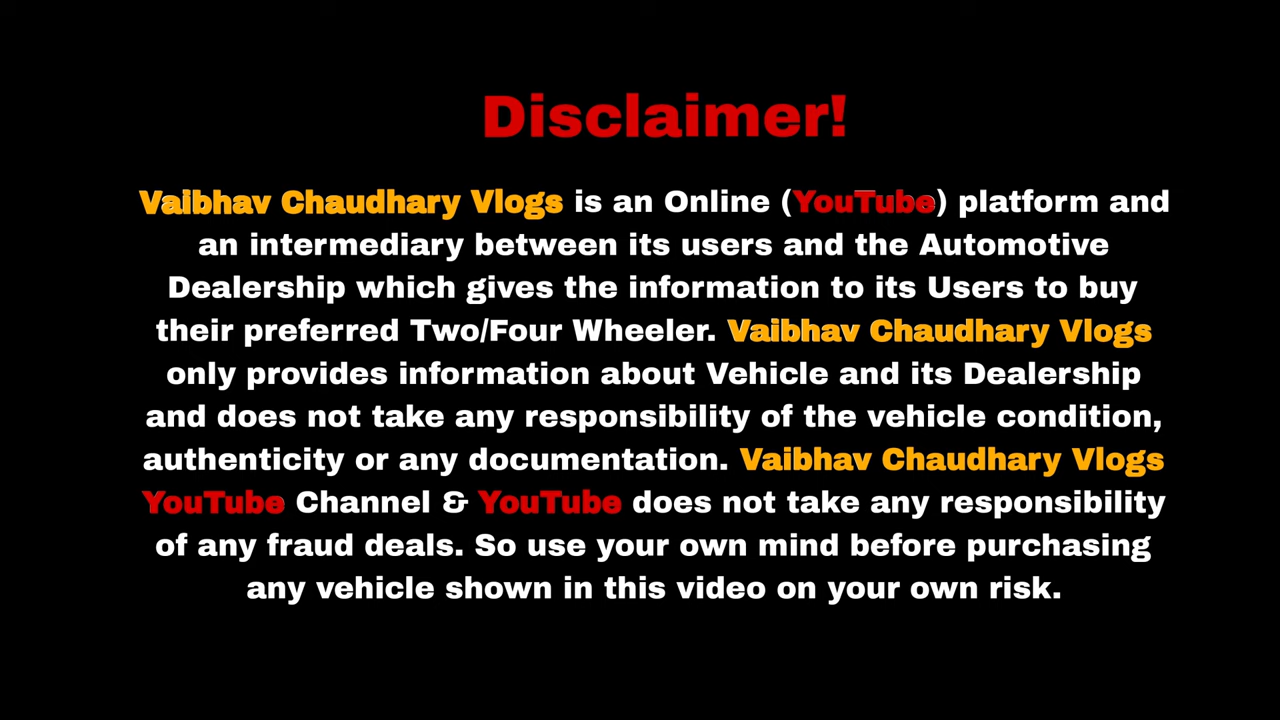 Disclaimer!
Vaibhav Chaudhary Vlogs is an Online (YouTube) platform and
an intermediary between its users and the Automotive
Dealership which gives the information to its Users to buy
their preferred Two/Four Wheeler. Vaibhav Chaudhary Vlogs
only provides information about Vehicle and its Dealership
and does not take any responsibility of the vehicle condition,
authenticity or any documentation. Vaibhav Chaudhary Vlogs
YouTube Channel & YouTube does not take any responsibility
of any fraud deals. So use your own mind before purchasing
any vehicle shown in this video on your own risk.